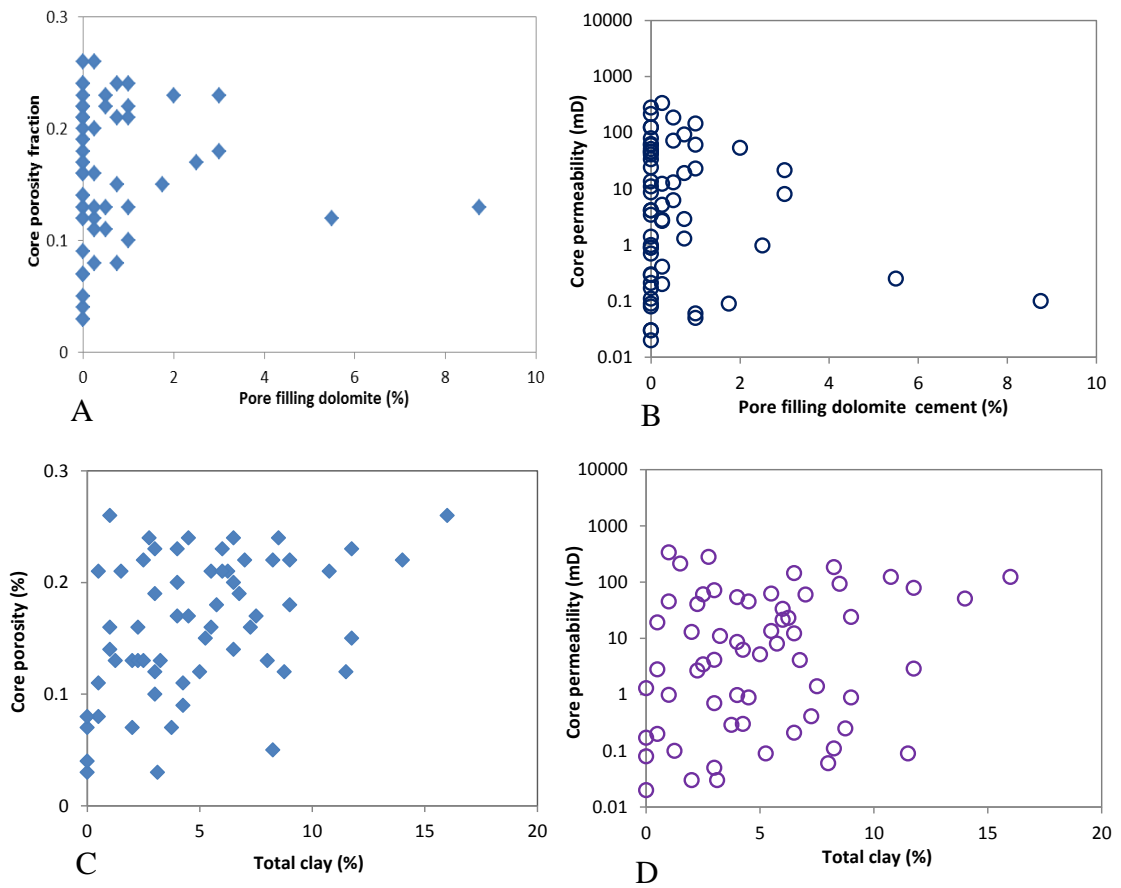 0.3
0.2
0.1
0
Core porosity fraction
0 2 4 6 8 10
Pore filling dolomite (%)
A
10000
1000
100
10
1
0.1
0.01
Core permeability (mD)
0 2 4 6 8 10
Pore filling dolomite cement (%)
B
0.3
0.2
0.1
0
Core porosity (%)
0 5 10 15 20
Total clay (%)
C
10000
1000
100
10
1
0.1
0.01
Core permeability (mD)
0 5 10 15 20
Total clay (%)
D